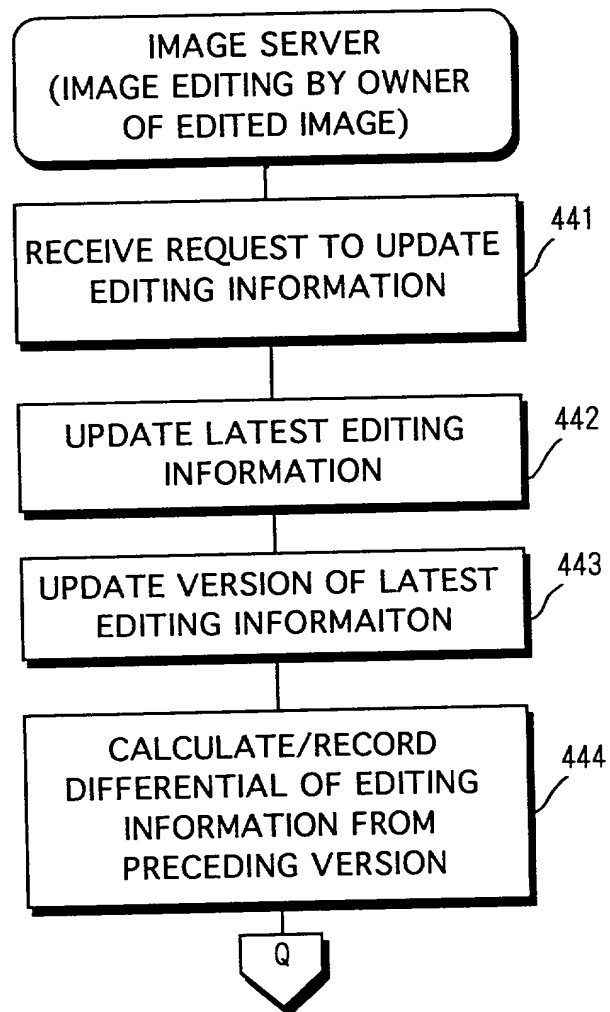 IMAGE SERVER
(IMAGE EDITING BY OWNER
OF EDITED IMAGE)
RECEIVE REQUEST TO UPDATE
EDITING INFORMATION
441
UPDATE LATEST EDITING
INFORMATION
442
UPDATE VERSION OF LATEST
EDITING INFORMAITON
443
CALCULATE/RECORD
DIFFERENTIAL OF EDITING
INFORMATION FROM
PRECEDING VERSION
444
Q